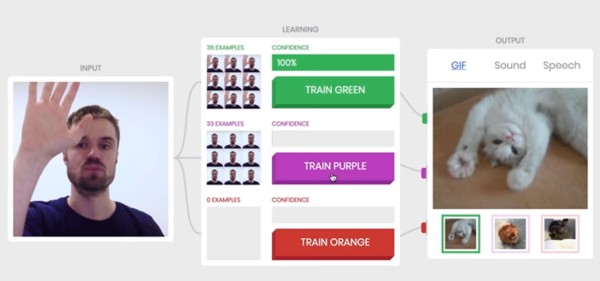 INPUT
LEARNING
36 EXAMPLES
CONFIDENCE
100%
TRAIN GREEN
33 EXAMPLES
CONFIDENCE
TRAIN PURPLE
0 EXAMPLES
CONFIDENCE
TRAIN ORANGE
OUTPUT
GIF Sound Speech